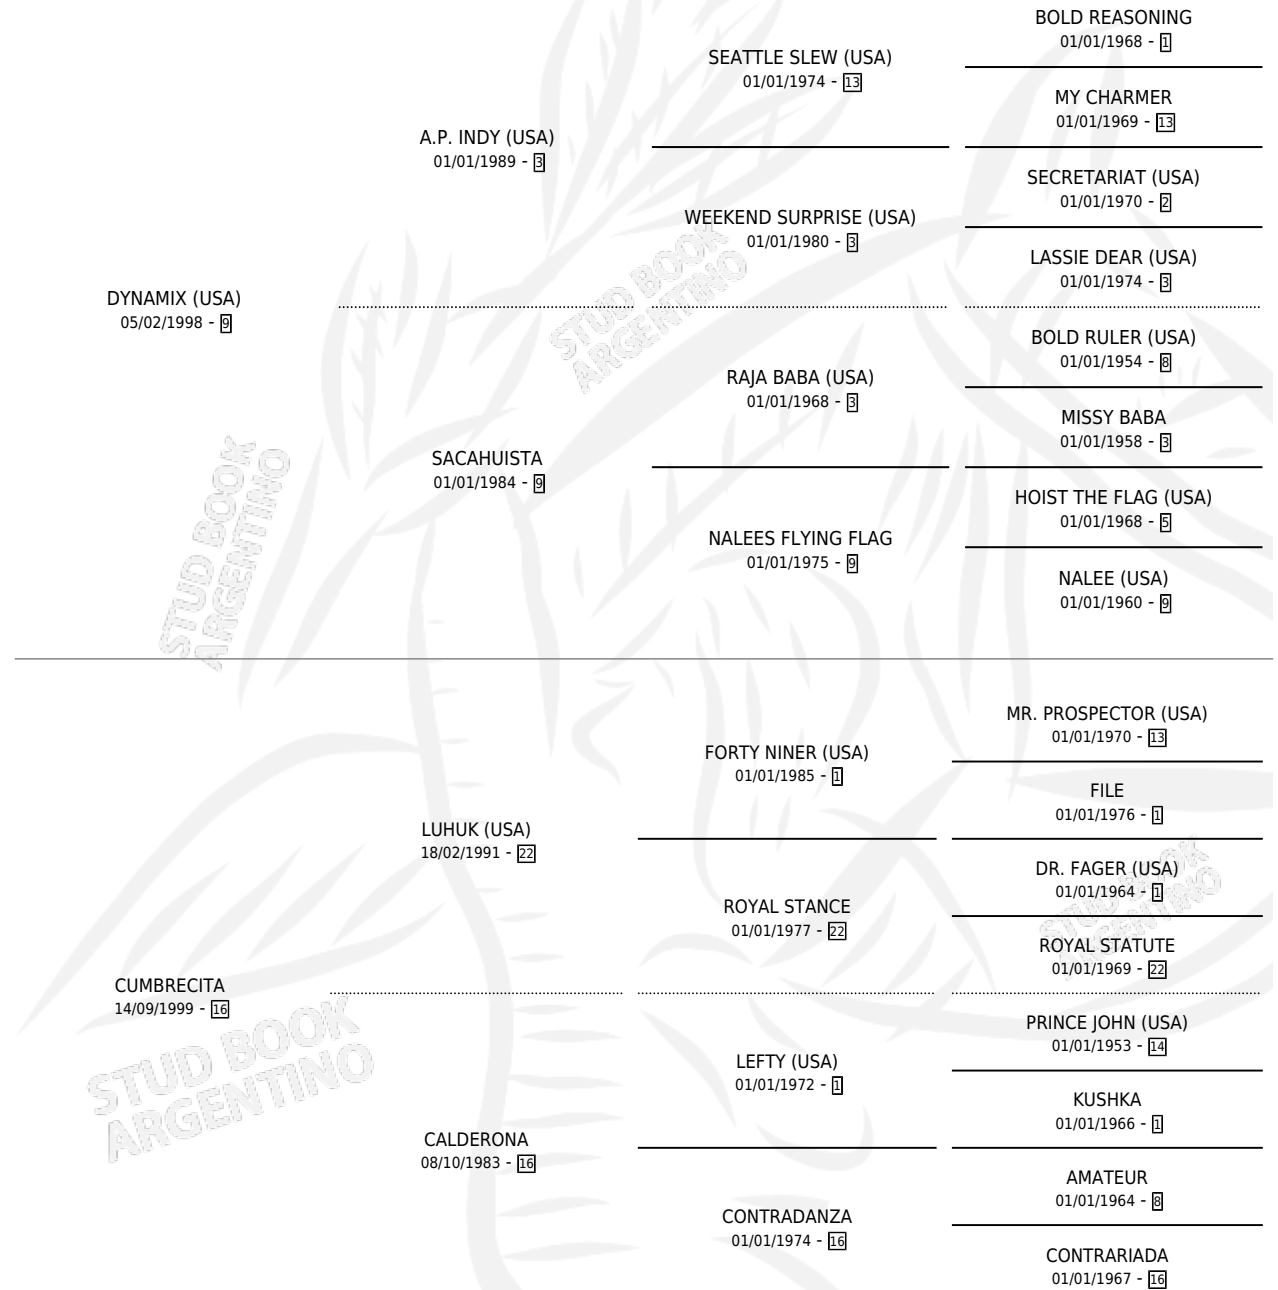 BOLD REASONING
01/01/1968 - 1
SEATTLE SLEW (USA)
01/01/1974 - 13
MY CHARMER
01/01/1969 - 13
A.P. INDY (USA)
01/01/1989 - 3
SECRETARIAT (USA)
01/01/1970 - 2
WEEKEND SURPRISE (USA)
01/01/1980 - 3
LASSIE DEAR (USA)
01/01/1974 - 3
DYNAMIX (USA)
05/02/1998 - 9
BOLD RULER (USA)
01/01/1954 - 8
RAJA BABA (USA)
01/01/1968 - 3
MISSY BABA
01/01/1958 - 3
SACAHUISTA
01/01/1984 - 9
HOIST THE FLAG (USA)
01/01/1968 - 5
NALEES FLYING FLAG
01/01/1975 - 9
NALEE (USA)
01/01/1960 - 9
MR. PROSPECTOR (USA)
01/01/1970 - 13
FORTY NINER (USA)
01/01/1985 - 1
FILE
01/01/1976 - 1
LUHUK (USA)
18/02/1991 - 22
DR. FAGER (USA)
01/01/1964 - 1
ROYAL STANCE
01/01/1977 - 22
ROYAL STATUTE
01/01/1969 - 22
CUMBRECITA
14/09/1999 - 16
PRINCE JOHN (USA)
01/01/1953 - 14
LEFTY (USA)
01/01/1972 - 1
KUSHKA
01/01/1966 - 1
CALDERONA
08/10/1983 - 16
AMATEUR
01/01/1964 - 8
CONTRADANZA
01/01/1974 - 16
CONTRARIADA
01/01/1967 - 16
STUD BOOK
ARGENTINO
STUD BOOK
ARGENTINO
STUD BOOK
ARGENTINO
STUD BOOK
ARGENTINO